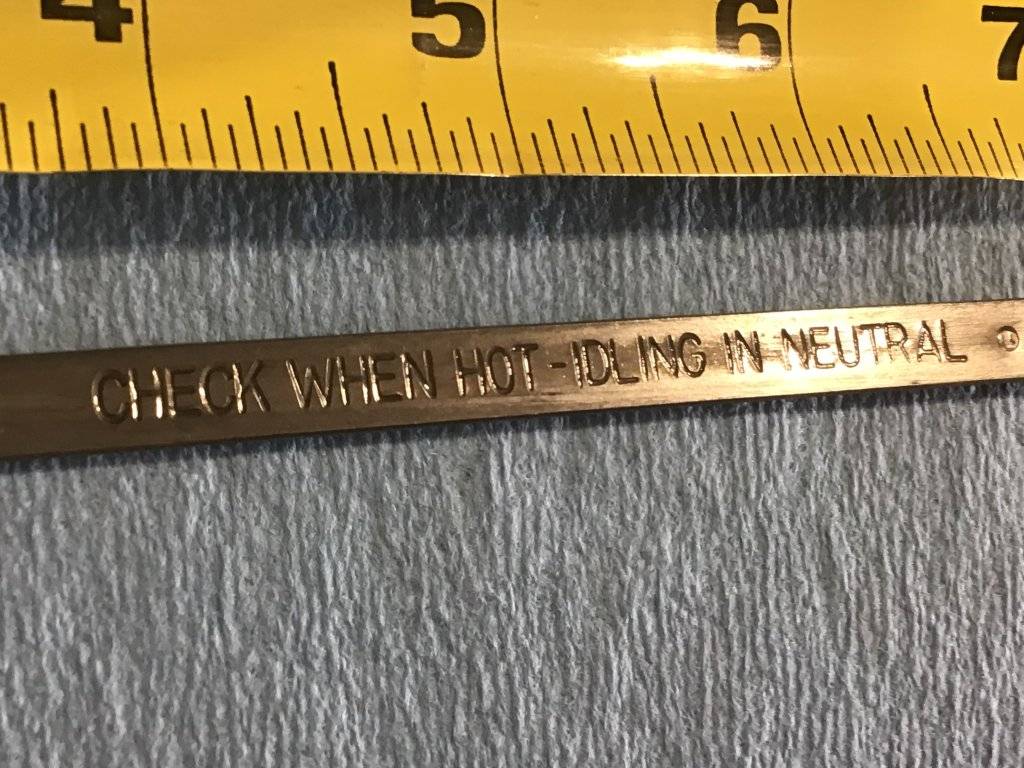 4 5 6 7
CHECK WHEN HOT-IDLING IN NEUTRAL